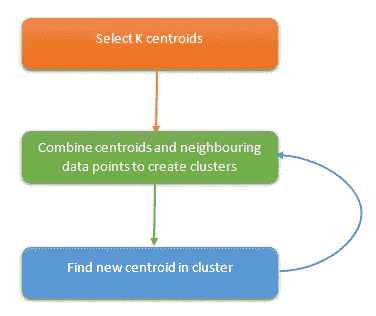 Select K centroids
Combine centroids and neighbouring
data points to create clusters
Find new centroid in cluster